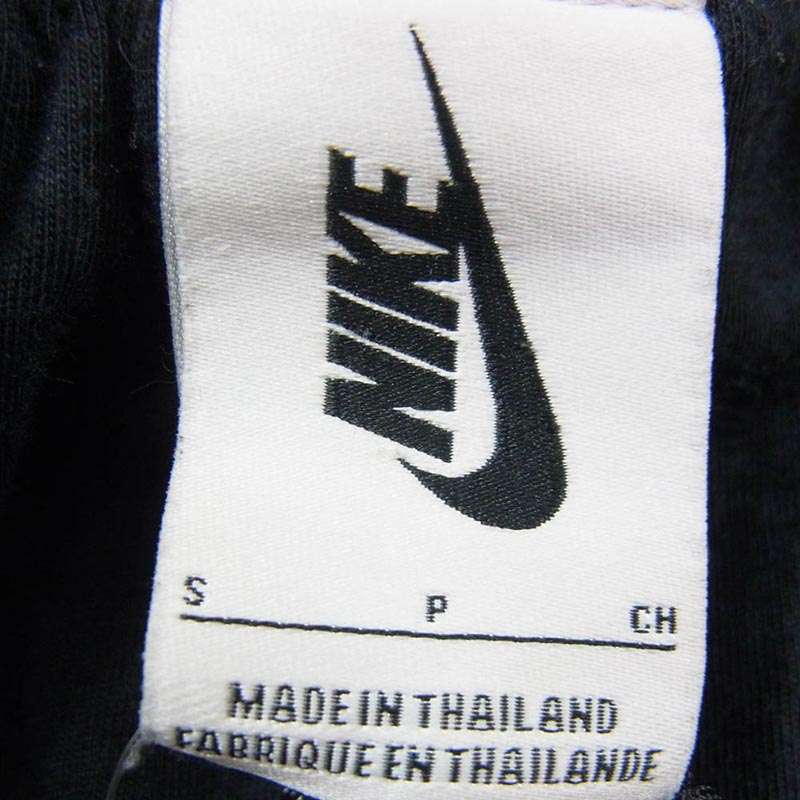 NIKE
S P CH
MADE IN THAILAND
FABRIQUE EN THAILANDE